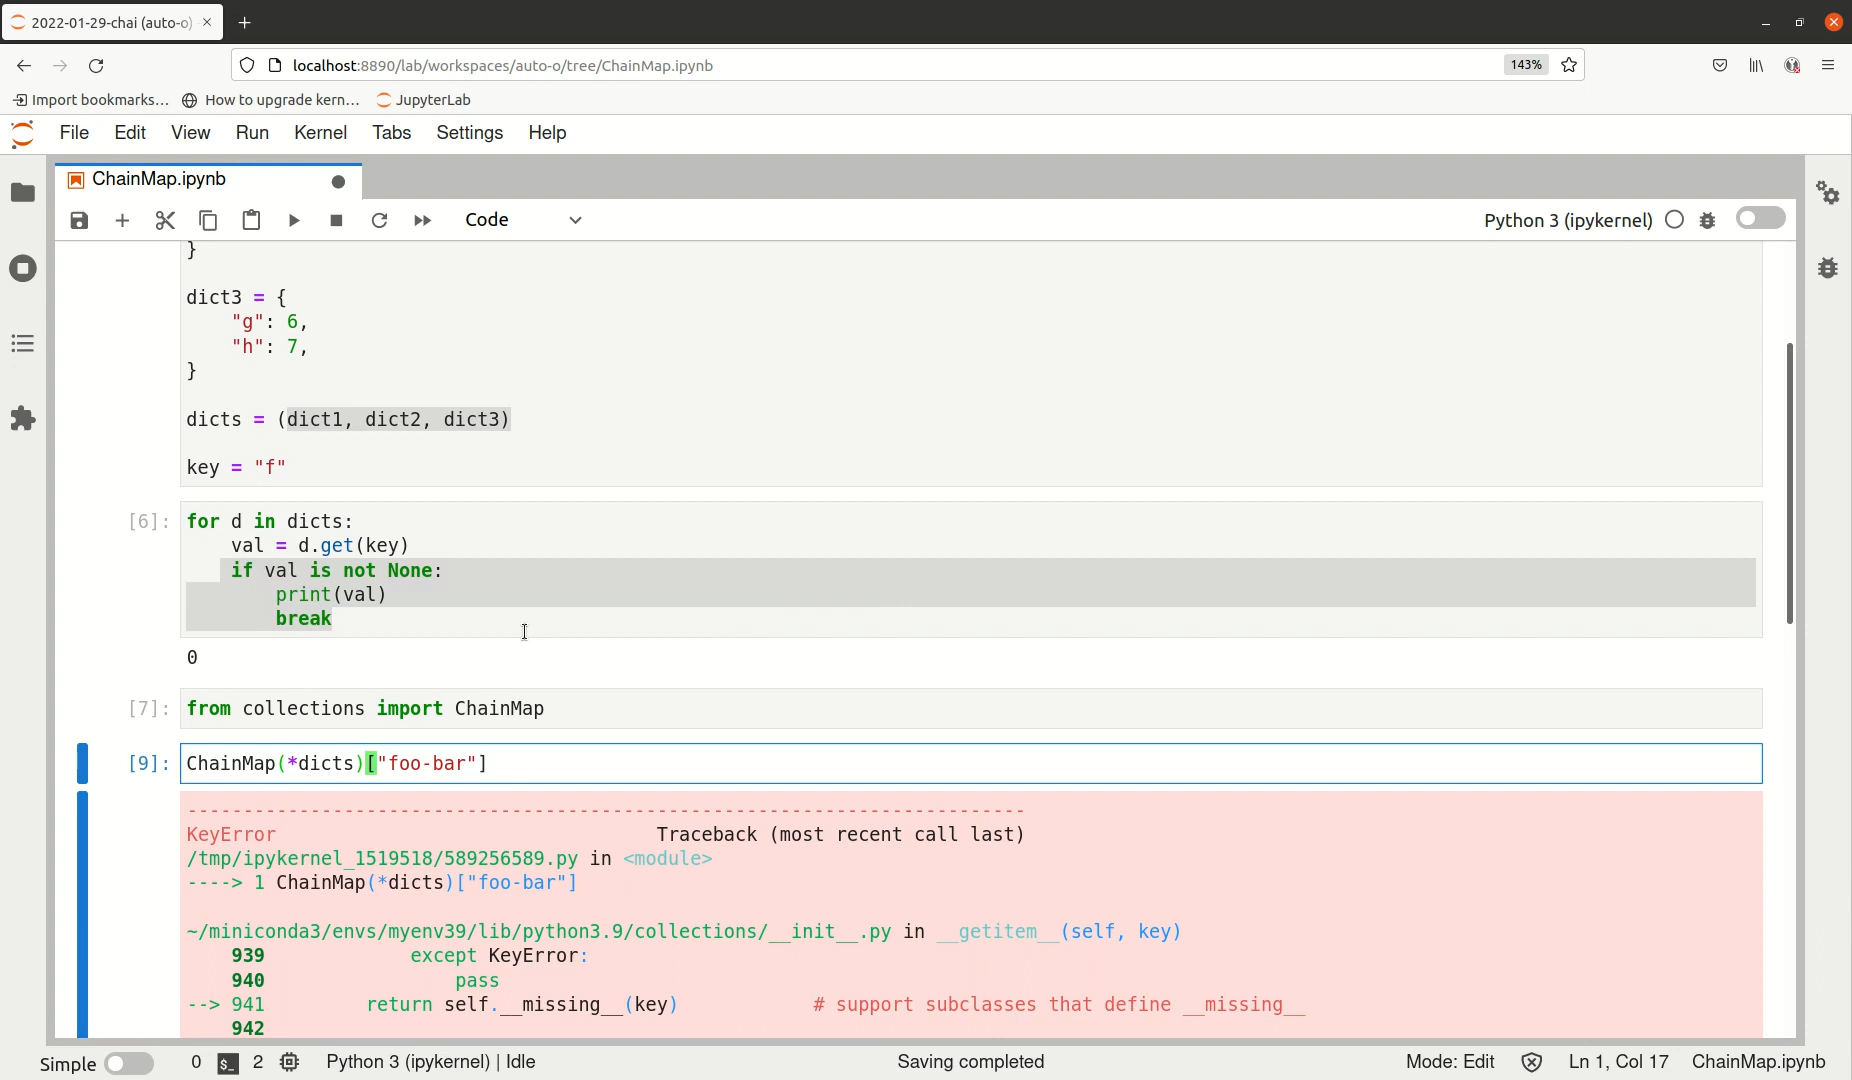 2022-01-29-chai (auto-o)
localhost:8890/lab/workspaces/auto-o/tree/ChainMap.ipynb
143%
Import bookmarks...
How to upgrade kern...
JupyterLab
File Edit View Run Kernel Tabs Settings Help
ChainMap.ipynb
Code
Python 3 (ipykernel)
}
dict3 = {
"g": 6,
"h": 7,
}
dicts = (dict1, dict2, dict3)
key = "f"
[6]: for d in dicts:
val = d.get(key)
if val is not None:
print(val)
break
0
[7]: from collections import ChainMap
[9]: ChainMap(*dicts)["foo-bar"]
---------------------------------------------------------------------------
KeyError Traceback (most recent call last)
/tmp/ipykernel_1519518/589256589.py in <module>
----> 1 ChainMap(*dicts)["foo-bar"]
~/miniconda3/envs/myenv39/lib/python3.9/collections/__init__.py in __getitem__(self, key)
939 except KeyError:
940 pass
--> 941 return self.__missing__(key) # support subclasses that define __missing__
942
Simple 0 $_ 2 Python 3 (ipykernel) | Idle Saving completed Mode: Edit Ln 1, Col 17 ChainMap.ipynb